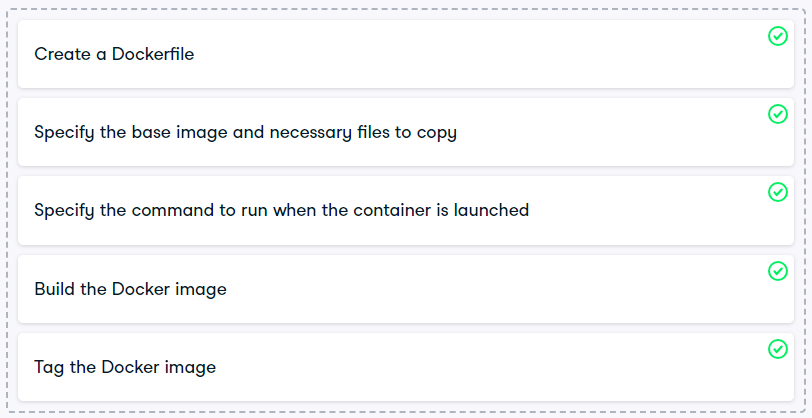 Create a Dockerfile
Specify the base image and necessary files to copy
Specify the command to run when the container is launched
Build the Docker image
Tag the Docker image